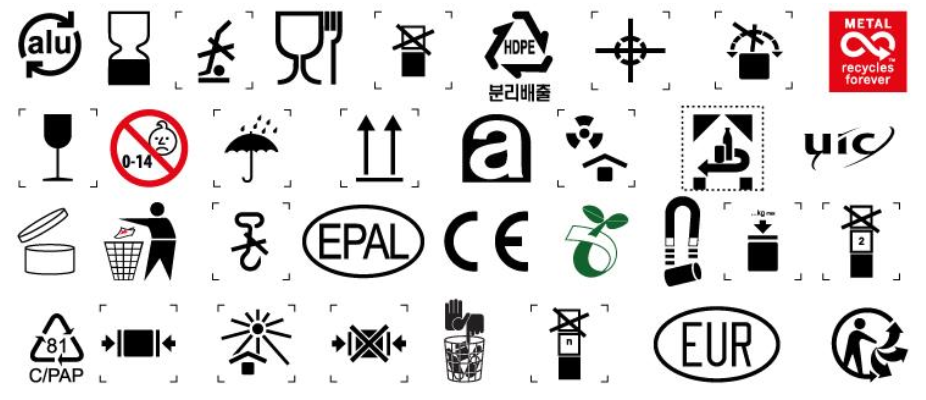 alu
HDPE
분리배출
METAL
recycles
forever
TM
0-14
a
uic
EPAL
CE
...kg max
2
81
C/PAP
n
EUR